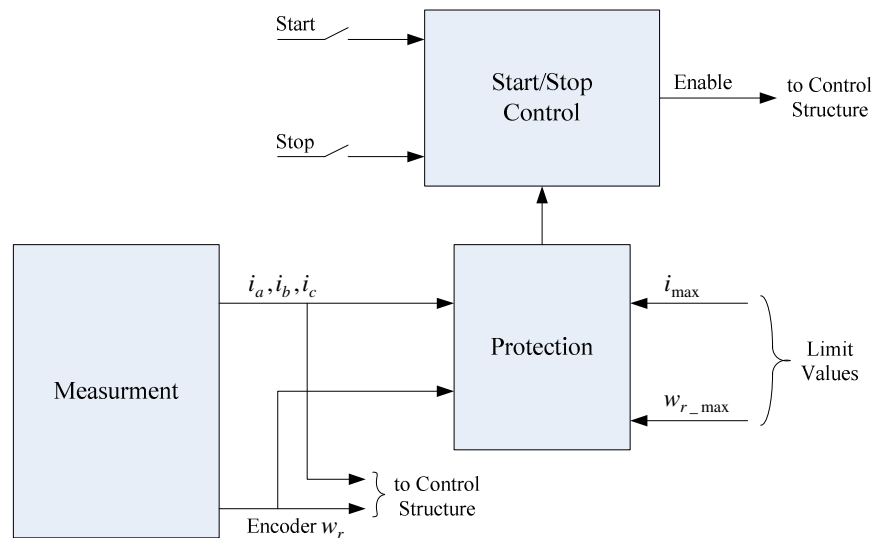 Start
Start/Stop
Control
Enable
to Control
Structure
Stop
i_a, i_b, i_c
i_max
Protection
Limit
Values
Measurment
w_r_max
to Control
Structure
Encoder w_r